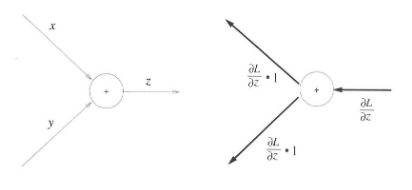 x
+
z
y
∂L/∂z • 1
+
∂L/∂z
∂L/∂z • 1